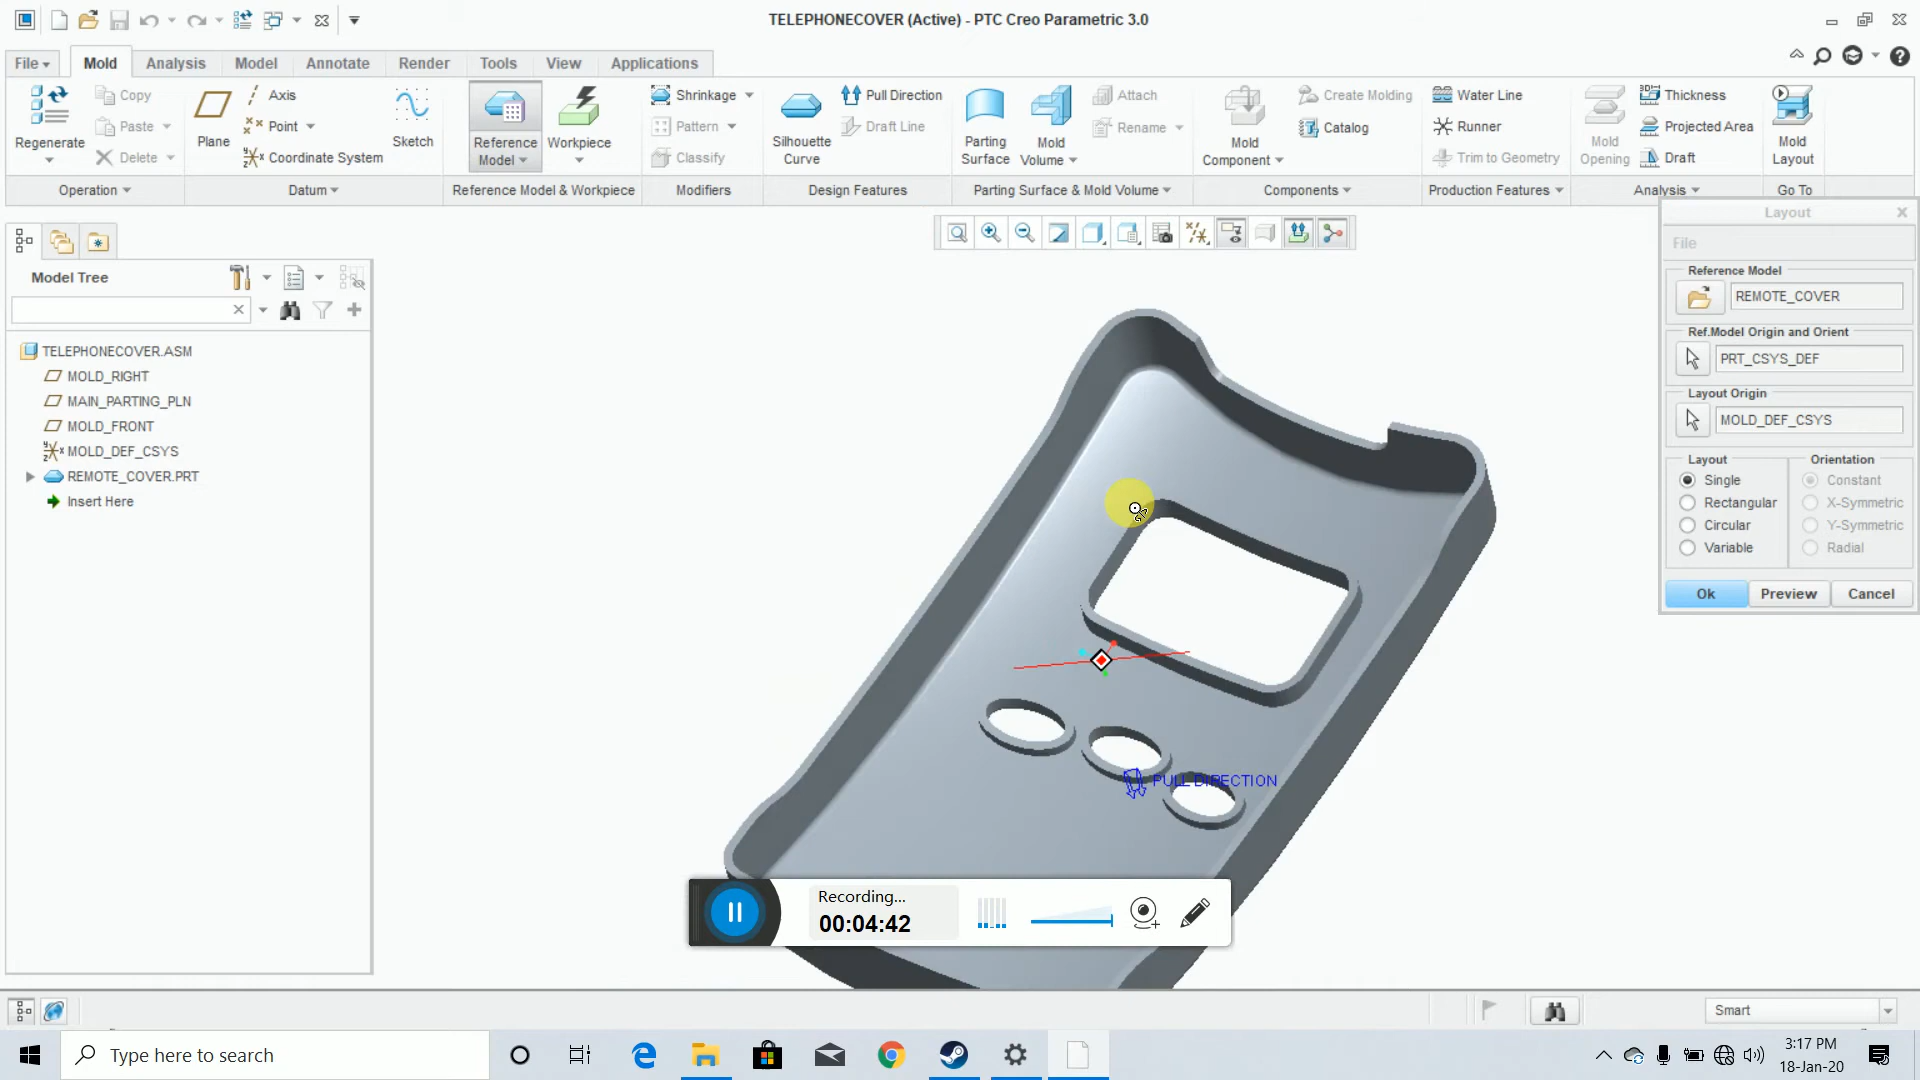 TELEPHONECOVER (Active) - PTC Creo Parametric 3.0
File Mold Analysis Model Annotate Render Tools View Applications
Regenerate
Copy
Paste
Delete
Operation
Plane
Axis
Point
Coordinate System
Sketch
Datum
Reference Model
Workpiece
Reference Model & Workpiece
Shrinkage
Pattern
Classify
Modifiers
Silhouette Curve
Pull Direction
Draft Line
Design Features
Parting Surface
Mold Volume
Attach
Rename
Parting Surface & Mold Volume
Mold Component
Create Molding
Catalog
Components
Water Line
Runner
Trim to Geometry
Production Features
Mold Opening
Thickness
Projected Area
Draft
Analysis
Mold Layout
Go To
Model Tree
TELEPHONECOVER.ASM
MOLD_RIGHT
MAIN_PARTING_PLN
MOLD_FRONT
MOLD_DEF_CSYS
REMOTE_COVER.PRT
Insert Here
PULL DIRECTION
Layout
File
Reference Model
REMOTE_COVER
Ref.Model Origin and Orient
PRT_CSYS_DEF
Layout Origin
MOLD_DEF_CSYS
Layout Orientation
Single Constant
Rectangular X-Symmetric
Circular Y-Symmetric
Variable Radial
Ok Preview Cancel
Recording...
00:04:42
Smart
Type here to search
3:17 PM
18-Jan-20